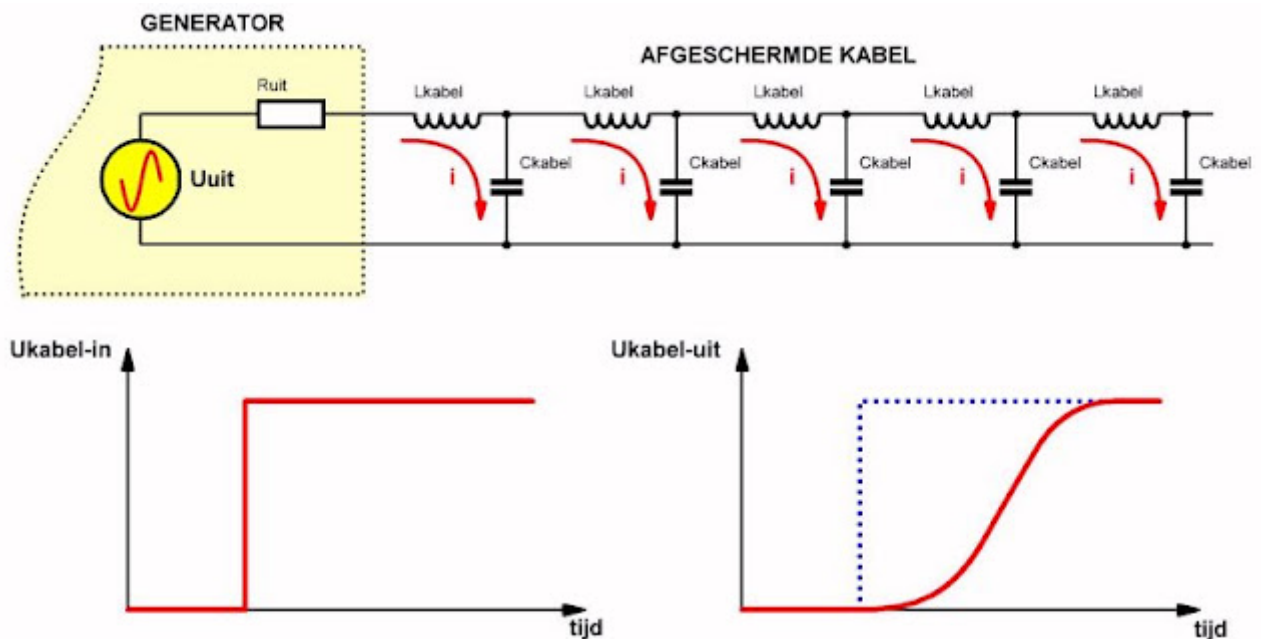 GENERATOR
AFGESCHERMDE KABEL
Ruit
Lkabel Lkabel Lkabel Lkabel Lkabel
Uuit
i Ckabel i Ckabel i Ckabel i Ckabel i Ckabel
Ukabel-in
Ukabel-uit
tijd
tijd